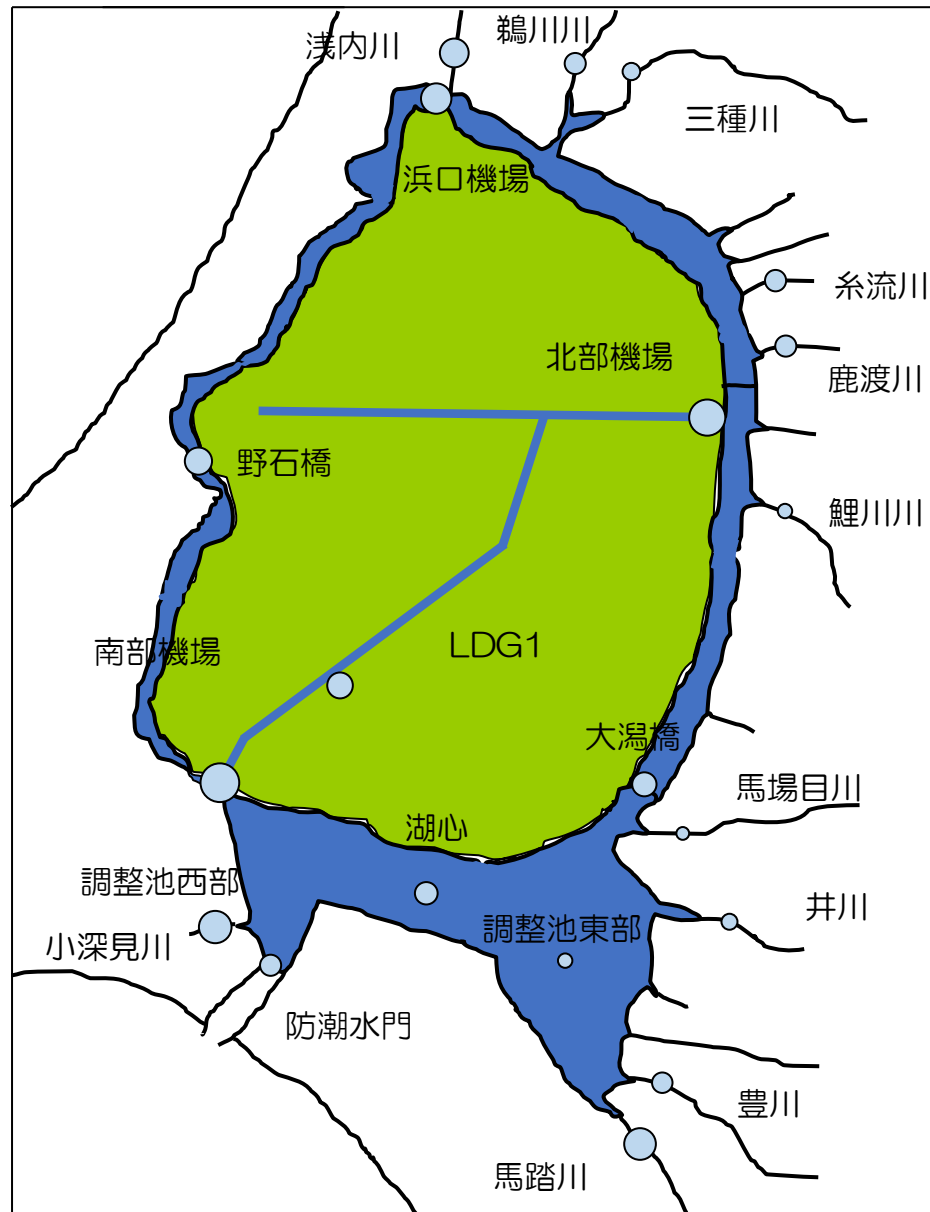 鵜川川
浅内川
三種川
浜口機場
糸流川
北部機場
鹿渡川
野石橋
鯉川川
LDG1
南部機場
大潟橋
馬場目川
湖心
調整池西部
井川
調整池東部
小深見川
防潮水門
豊川
馬踏川